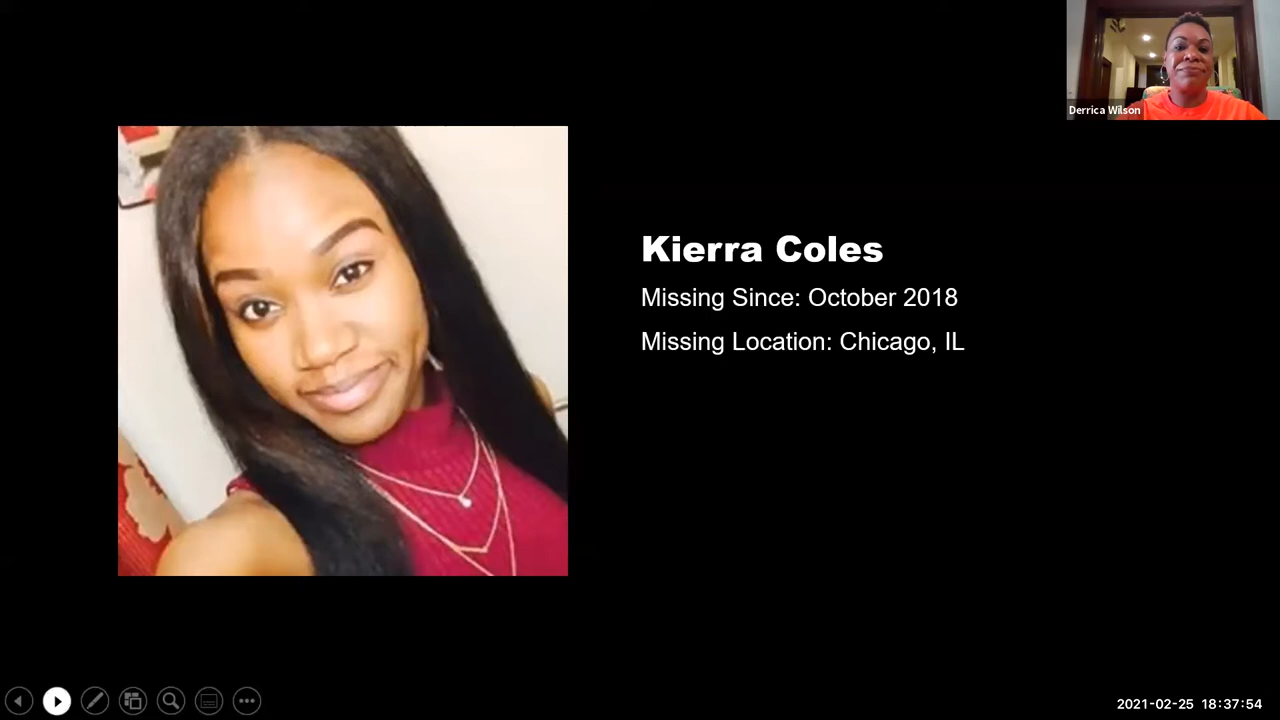 Derrica Wilson
Kierra Coles
Missing Since: October 2018
Missing Location: Chicago, IL
2021-02-25 18:37:54